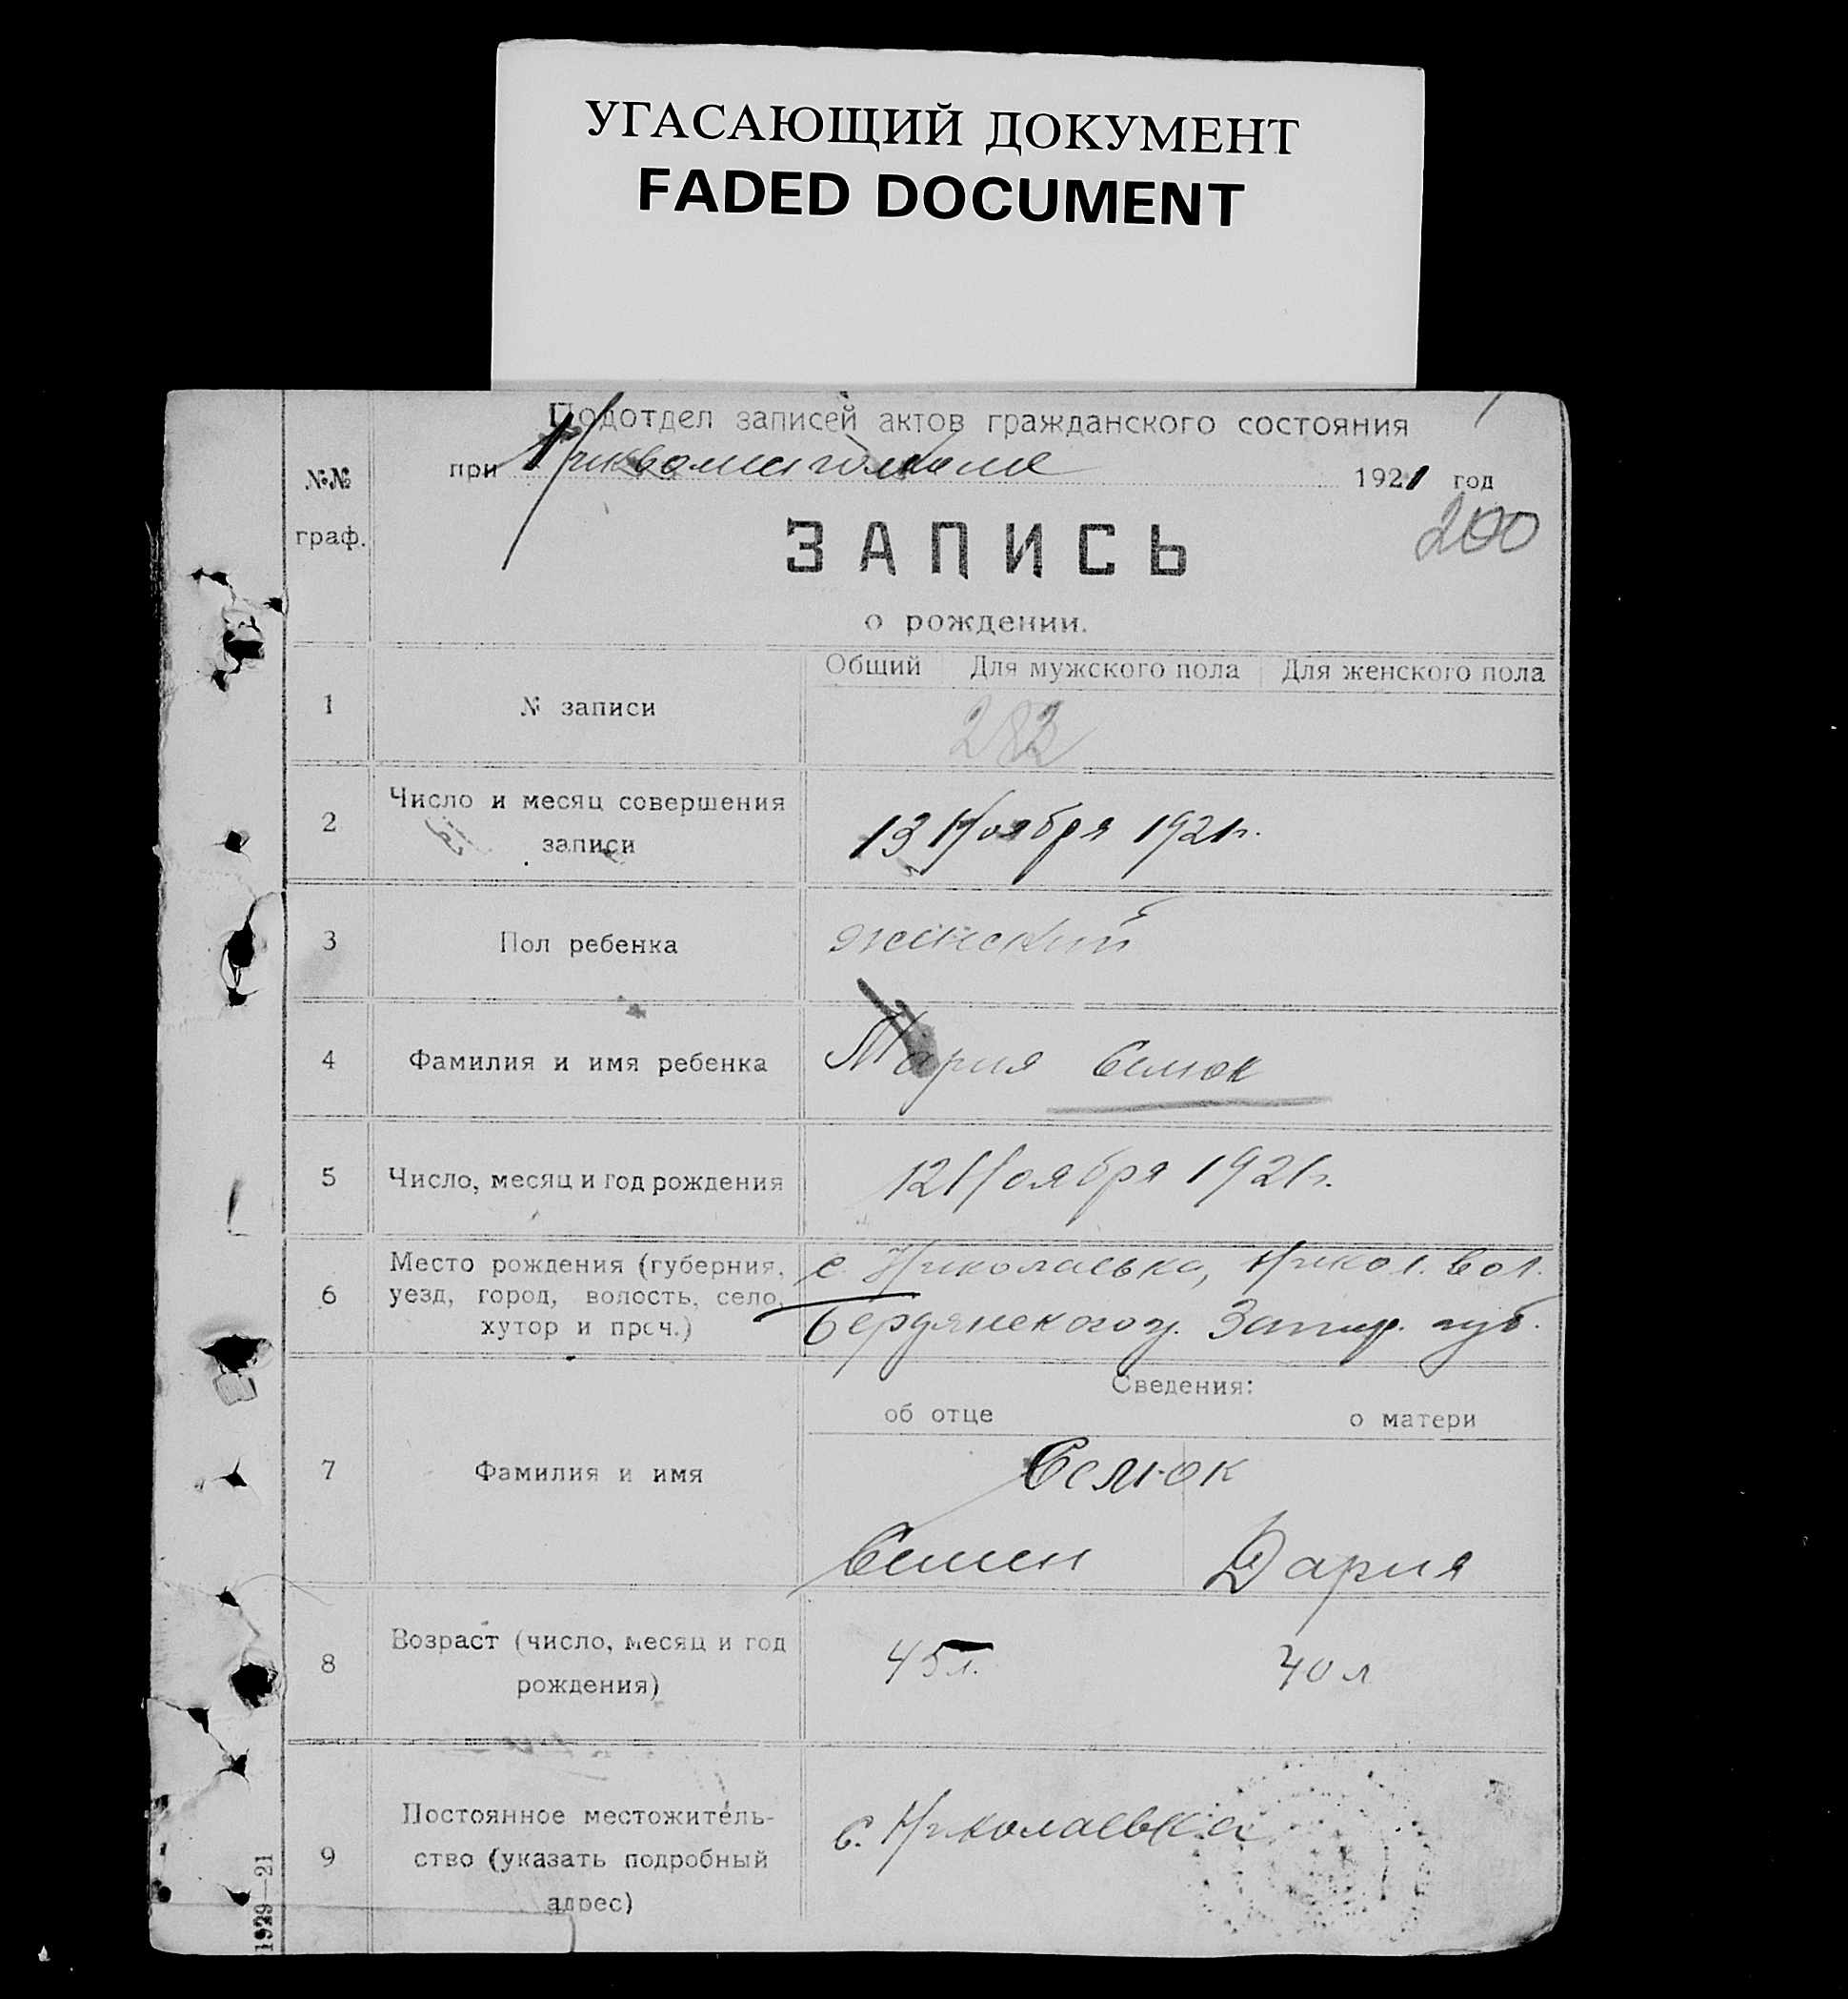 УГАСАЮЩИЙ ДОКУМЕНТ
FADED DOCUMENT
Подотдел записей актов гражданского состояния
при 1921 год
№№
граф.
200
ЗАПИСЬ
о рождении.
Общий Для мужского пола Для женского пола
1 № записи 282
2 Число и месяц совершения
записи
13 Ноября 1921 г.
3 Пол ребенка женский
4 Фамилия и имя ребенка Мария Селюк
5 Число, месяц и год рождения 12 Ноября 1921 г.
6 Место рождения (губерния,
уезд, город, волость, село,
хутор и проч.)
с. Николаевка, Никол. вол.
Бердянского у. Запор. губ.
Сведения:
об отце о матери
7 Фамилия и имя
Селюк
Семен Дария
8 Возраст (число, месяц и год
рождения)
45 л. 40 л
9 Постоянное местожитель-
ство (указать подробный
адрес)
с. Николаевка
1929—21